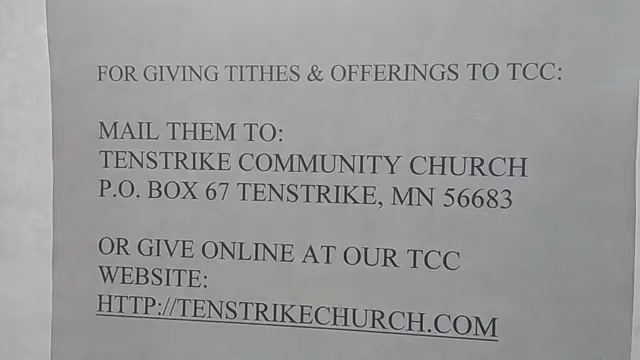 FOR GIVING TITHES & OFFERINGS TO TCC:
MAIL THEM TO:
TENSTRIKE COMMUNITY CHURCH
P.O. BOX 67 TENSTRIKE, MN 56683
OR GIVE ONLINE AT OUR TCC
WEBSITE:
HTTP://TENSTRIKECHURCH.COM